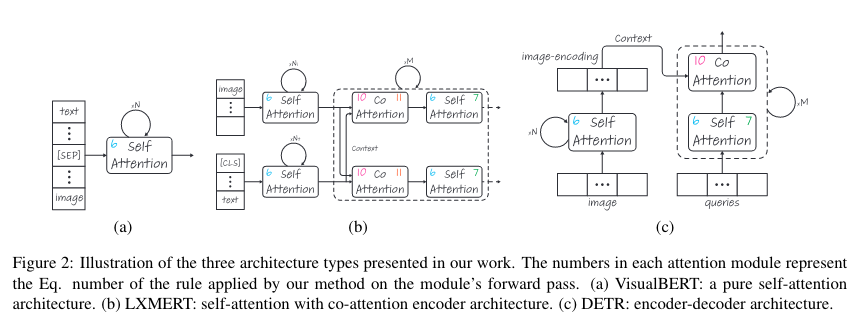 text
[SEP]
image
xN
6 Self
Attention
(a)
image
xNᵢ
6 Self
Attention
[CLS]
text
6 Self
Attention
xM
10 Co 11
Attention
6 Self 7
Attention
Context
10 Co 11
Attention
6 Self 7
Attention
(b)
Context
image-encoding
xN
6 Self
Attention
image
10 Co
Attention
6 Self 7
Attention
xM
queries
(c)
Figure 2: Illustration of the three architecture types presented in our work. The numbers in each attention module represent
the Eq. number of the rule applied by our method on the module's forward pass. (a) VisualBERT: a pure self-attention
architecture. (b) LXMERT: self-attention with co-attention encoder architecture. (c) DETR: encoder-decoder architecture.